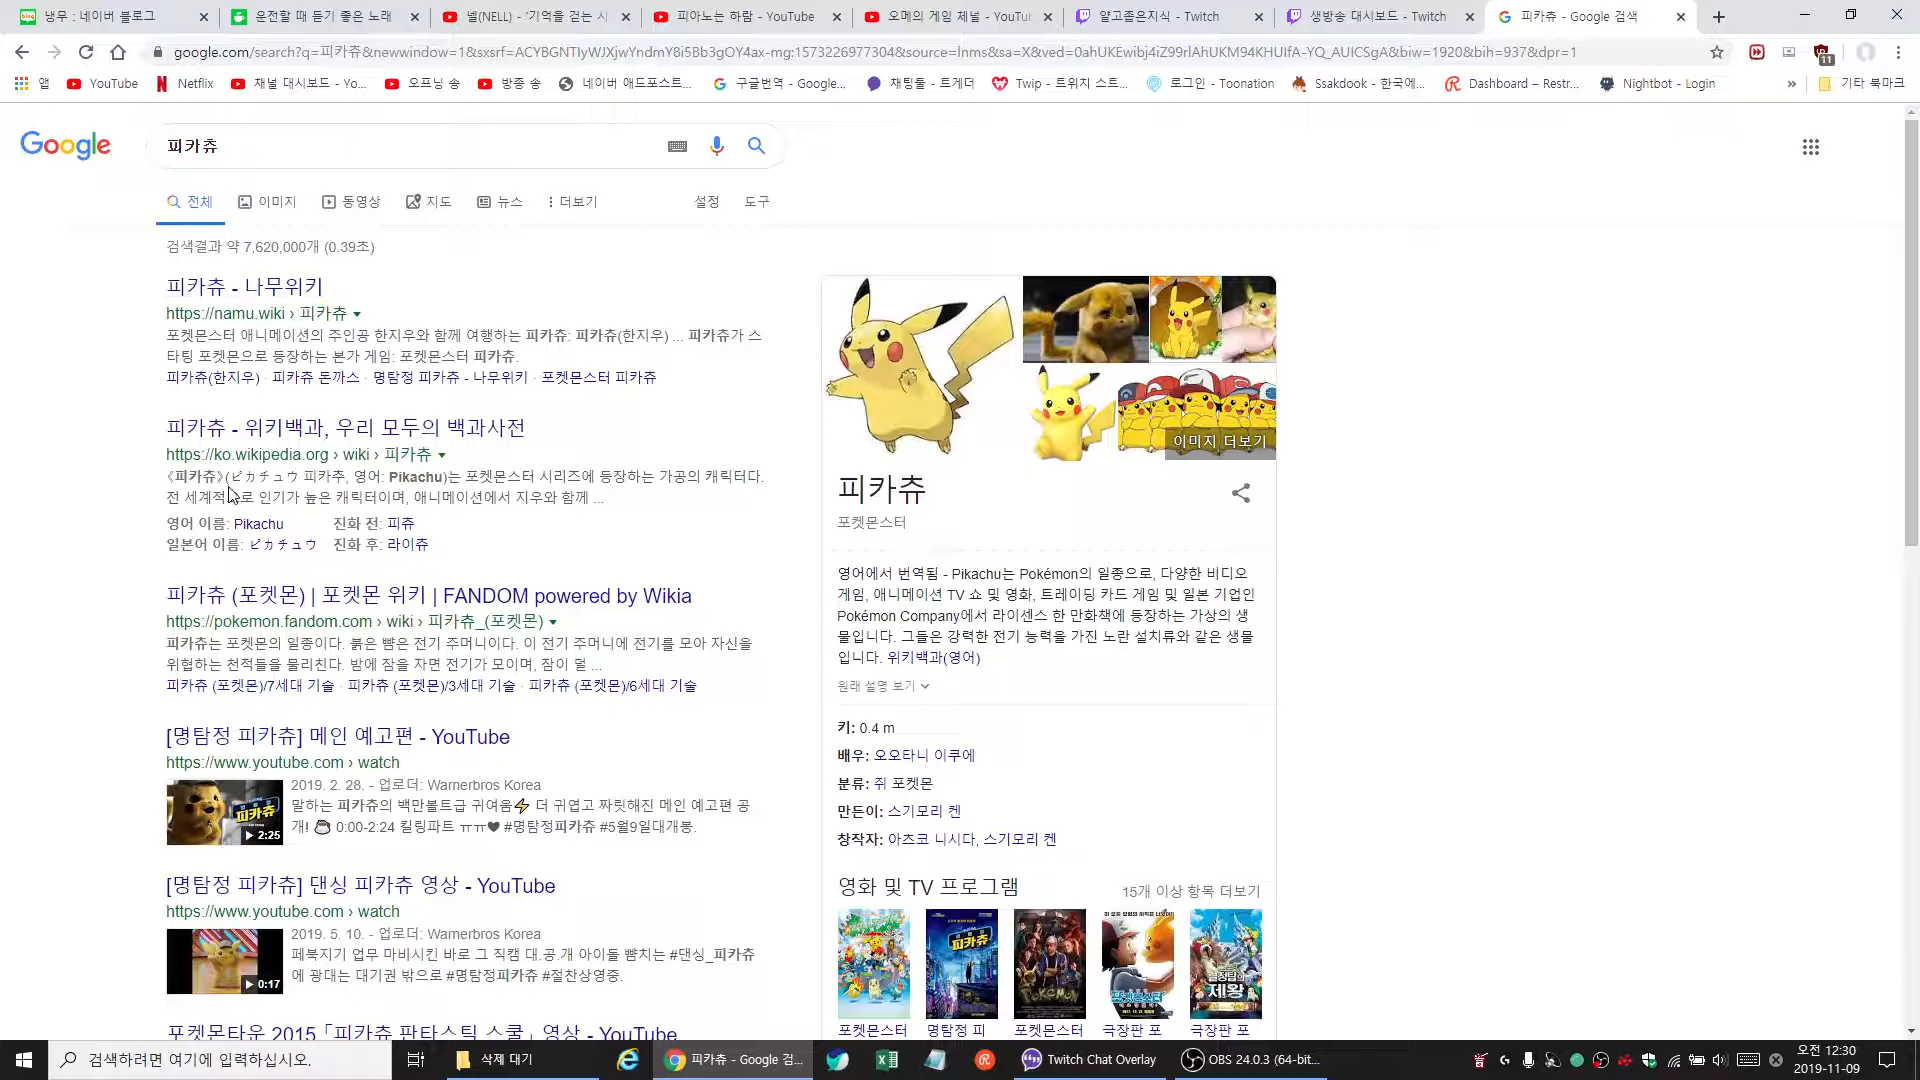 냉무 : 네이버 블로그
운전할 때 듣기 좋은 노래
넬(NELL) - '기억을 걷는 시
피아노는 하람 - YouTube
오메의 게임 채널 - YouTu
얄고좁은지식 - Twitch
생방송 대시보드 - Twitch
피카츄 - Google 검색
google.com/search?q=피카츄&newwindow=1&sxsrf=ACYBGNTIyWJXjwYndmY8i5Bb3gOY4ax-mg:1573226977304&source=lnms&sa=X&ved=0ahUKEwibj4iZ99rlAhUKM94KHUIfA-YQ_AUICSgA&biw=1920&bih=937&dpr=1
11
앱
YouTube
Netflix
채널 대시보드 - Yo...
오프닝 송
방종 송
네이버 애드포스트...
구글번역 - Google...
채팅툴 - 트게더
Twip - 트위치 스트...
로그인 - Toonation
Ssakdook - 한국에...
Dashboard – Restr...
Nightbot - Login
»
기타 북마크
Google
피카츄
전체
이미지
동영상
지도
뉴스
더보기
설정
도구
검색결과 약 7,620,000개 (0.39초)
피카츄 - 나무위키
https://namu.wiki › 피카츄
포켓몬스터 애니메이션의 주인공 한지우와 함께 여행하는 피카츄: 피카츄(한지우) ... 피카츄가 스
타팅 포켓몬으로 등장하는 본가 게임: 포켓몬스터 피카츄.
피카츄(한지우) · 피카츄 돈까스 · 명탐정 피카츄 - 나무위키 · 포켓몬스터 피카츄
피카츄 - 위키백과, 우리 모두의 백과사전
https://ko.wikipedia.org › wiki › 피카츄
《피카츄》(ピカチュウ 피카추, 영어: Pikachu)는 포켓몬스터 시리즈에 등장하는 가공의 캐릭터다.
전 세계적으로 인기가 높은 캐릭터이며, 애니메이션에서 지우와 함께 ...
영어 이름: Pikachu 진화 전: 피츄
일본어 이름: ピカチュウ 진화 후: 라이츄
피카츄 (포켓몬) | 포켓몬 위키 | FANDOM powered by Wikia
https://pokemon.fandom.com › wiki › 피카츄_(포켓몬)
피카츄는 포켓몬의 일종이다. 붉은 뺨은 전기 주머니이다. 이 전기 주머니에 전기를 모아 자신을
위협하는 천적들을 물리친다. 밤에 잠을 자면 전기가 모이며, 잠이 덜 ...
피카츄 (포켓몬)/7세대 기술 · 피카츄 (포켓몬)/3세대 기술 · 피카츄 (포켓몬)/6세대 기술
[명탐정 피카츄] 메인 예고편 - YouTube
https://www.youtube.com › watch
2019. 2. 28. - 업로더: Warnerbros Korea
말하는 피카츄의 백만볼트급 귀여움⚡ 더 귀엽고 짜릿해진 메인 예고편 공
개! ☕ 0:00-2:24 킬링파트 ㅠㅠ♥ #명탐정피카츄 #5월9일대개봉.
피카츄
2:25
[명탐정 피카츄] 댄싱 피카츄 영상 - YouTube
https://www.youtube.com › watch
2019. 5. 10. - 업로더: Warnerbros Korea
페북지기 업무 마비시킨 바로 그 직캠 대.공.개 아이돌 뺨치는 #댄싱_피카츄
에 광대는 대기권 밖으로 #명탐정피카츄 #절찬상영중.
0:17
포켓몬타운 2015 「피카츄 판타스틱 스쿨」 영상 - YouTube
이미지 더보기
피카츄
포켓몬스터
영어에서 번역됨 - Pikachu는 Pokémon의 일종으로, 다양한 비디오
게임, 애니메이션 TV 쇼 및 영화, 트레이딩 카드 게임 및 일본 기업인
Pokémon Company에서 라이센스 한 만화책에 등장하는 가상의 생
물입니다. 그들은 강력한 전기 능력을 가진 노란 설치류와 같은 생물
입니다. 위키백과(영어)
원래 설명 보기
키: 0.4 m
배우: 오오타니 이쿠에
분류: 쥐 포켓몬
만든이: 스기모리 켄
창작자: 아츠코 니시다, 스기모리 켄
영화 및 TV 프로그램
15개 이상 항목 더보기
피카츄
POKEMON
포켓몬스터
결정탑의
제왕
포켓몬스터
명탐정 피
포켓몬스터
극장판 포
극장판 포
검색하려면 여기에 입력하십시오.
삭제 대기
피카츄 - Google 검...
Twitch Chat Overlay
OBS 24.0.3 (64-bit...
오전 12:30
2019-11-09